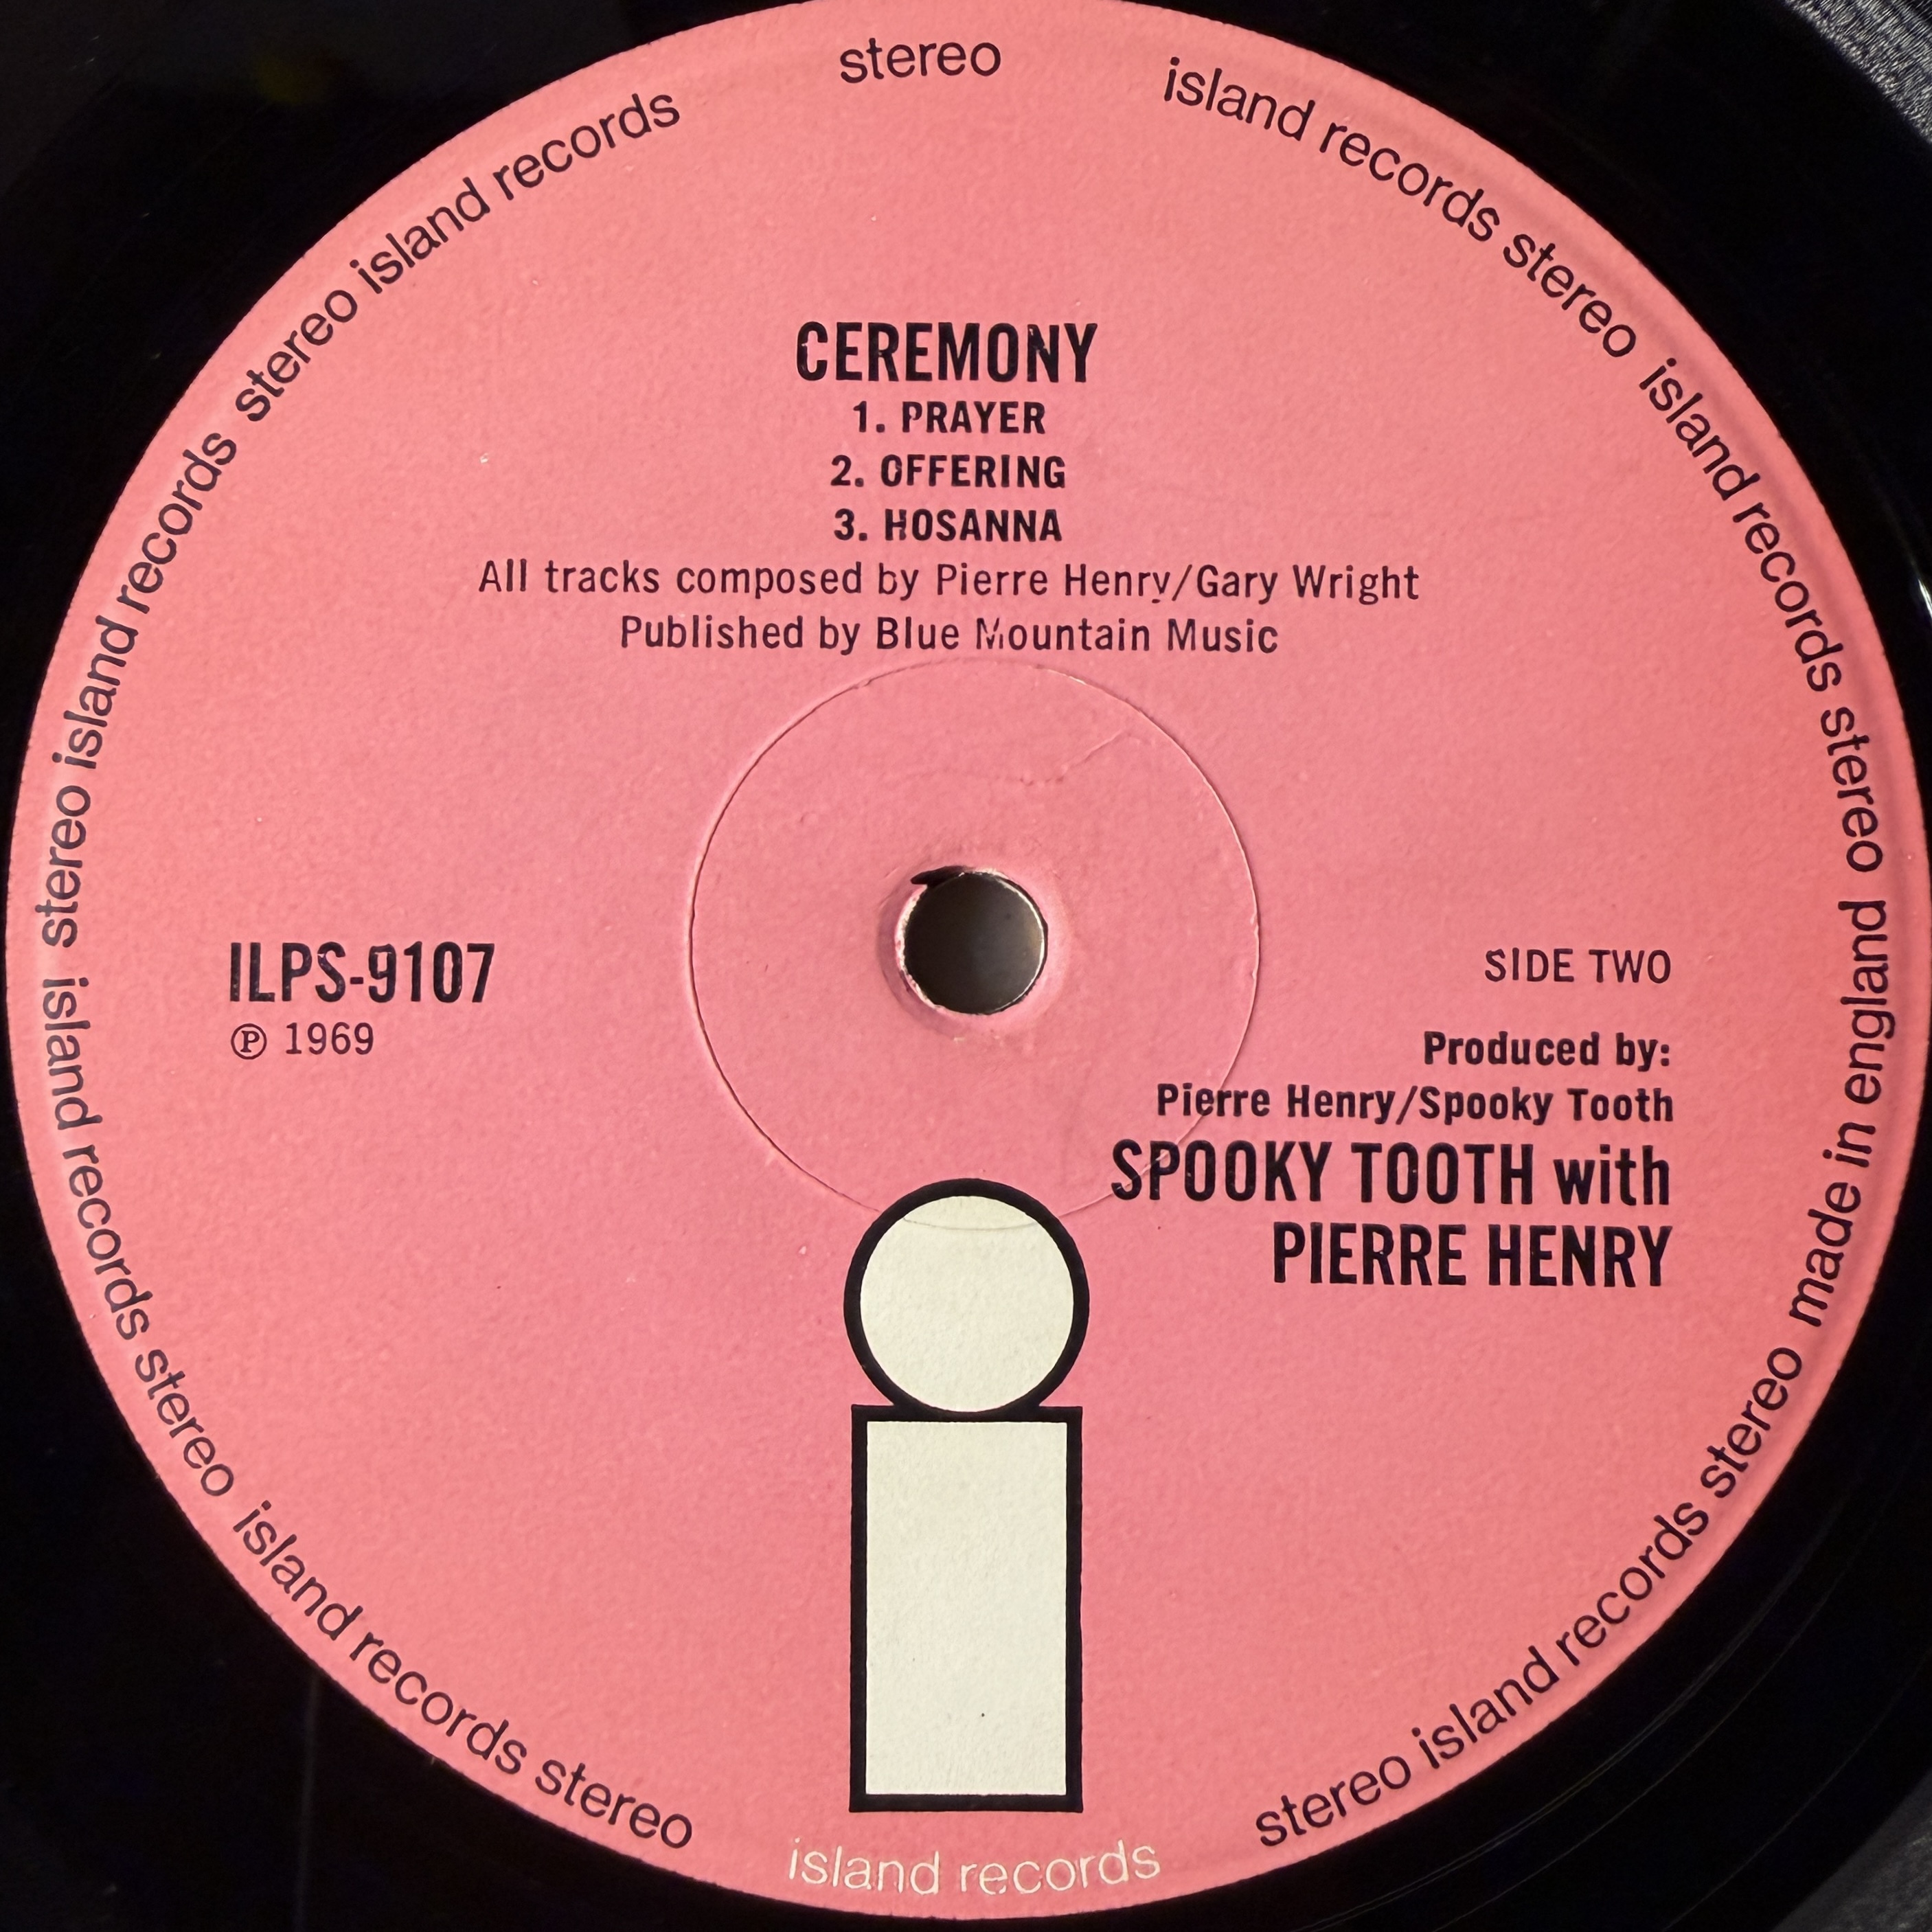 stereo
island records stereo island records stereo made in england
stereo island records stereo
CEREMONY
1. PRAYER
2. OFFERING
3. HOSANNA
All tracks composed by Pierre Henry/Gary Wright
Published by Blue Mountain Music
ILPS-9107
℗ 1969
SIDE TWO
Produced by:
Pierre Henry/Spooky Tooth
SPOOKY TOOTH with
PIERRE HENRY
island records
stereo island records stereo island records stereo island records
isi island records stereo island records stereo